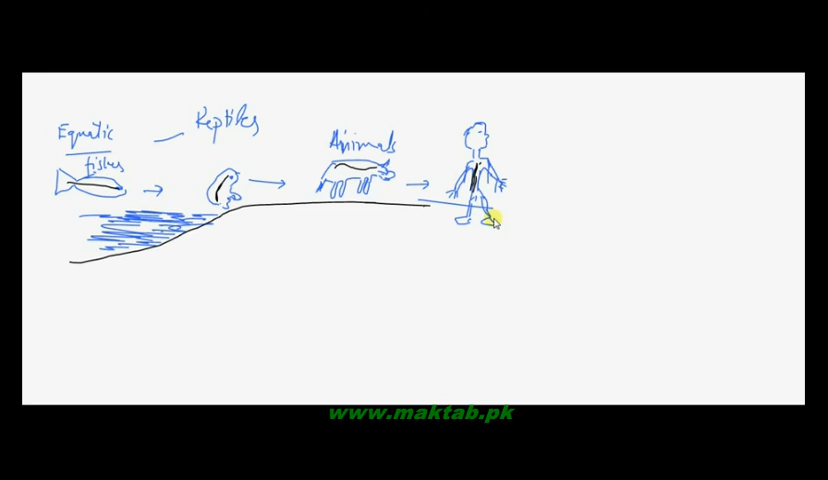 Equatic
fishes
Reptiles
Animals
www.maktab.pk